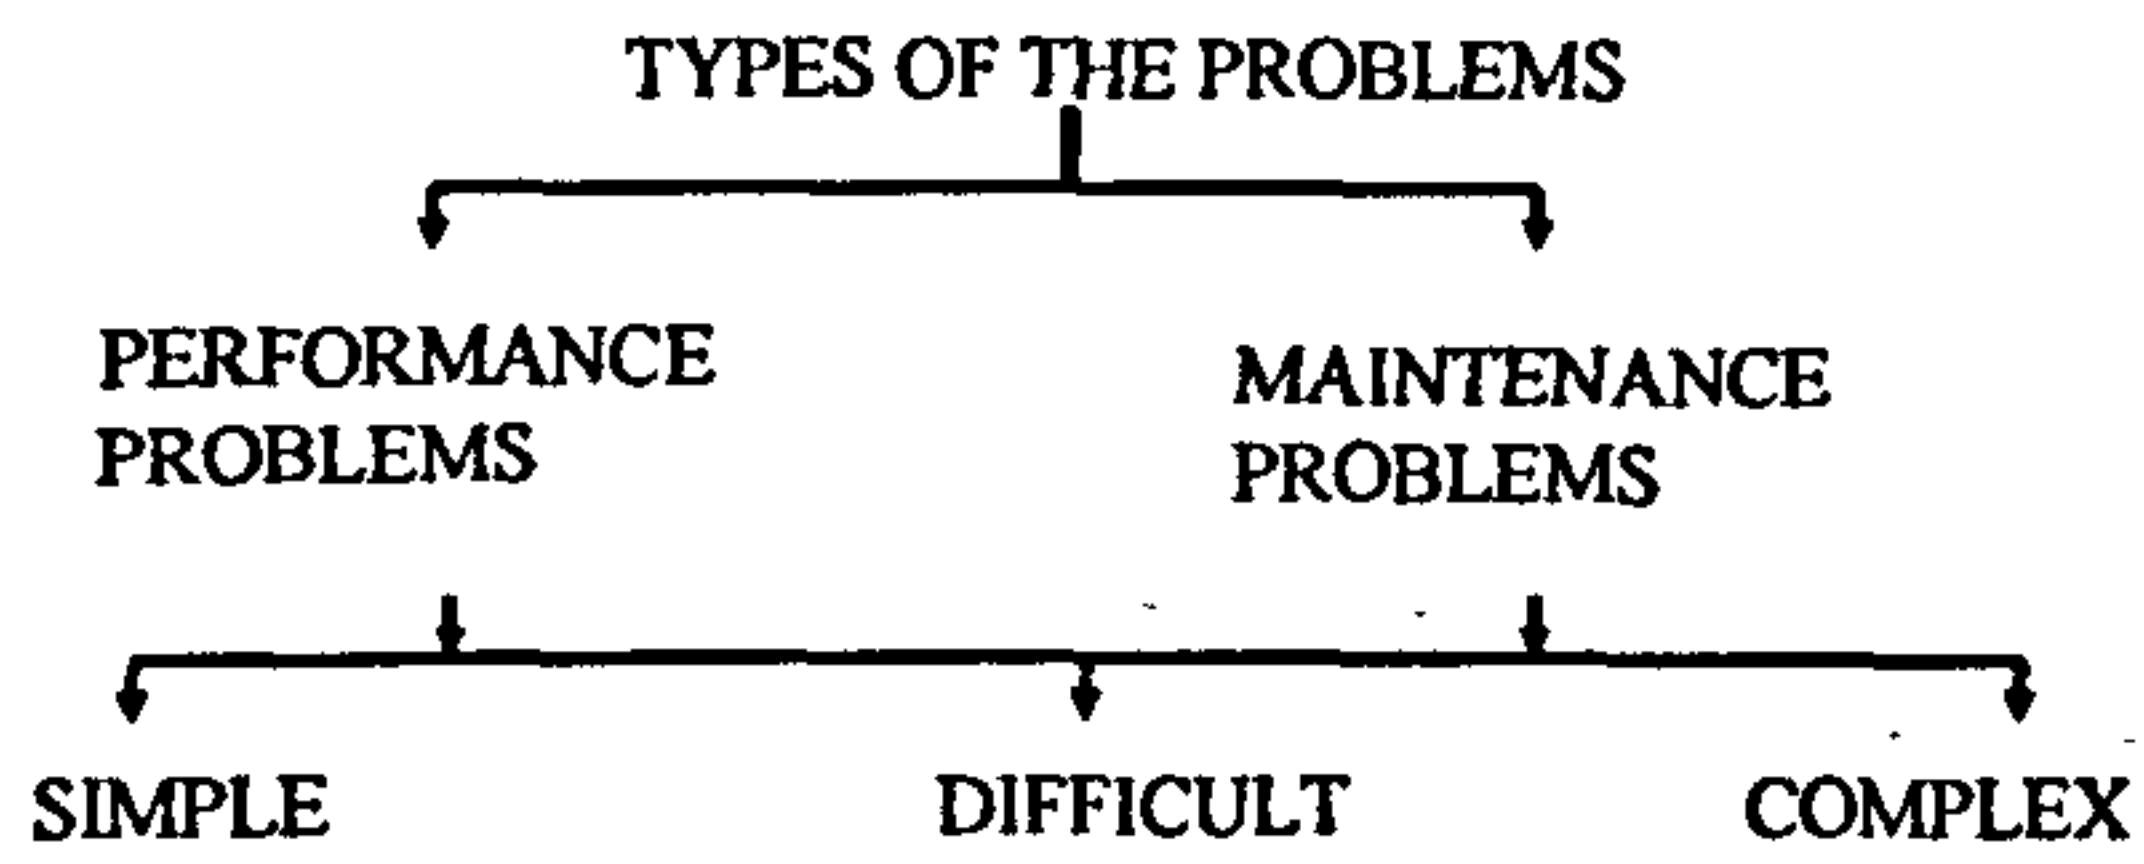 TYPES OF THE PROBLEMS
PERFORMANCE
PROBLEMS
MAINTENANCE
PROBLEMS
SIMPLE
DIFFICULT
COMPLEX